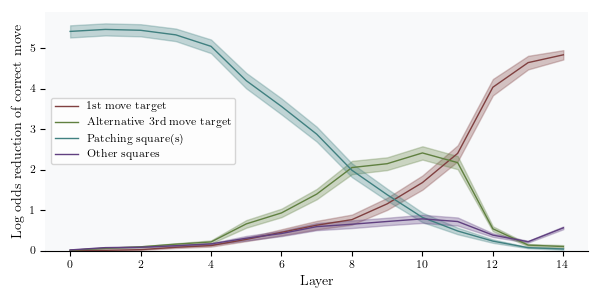 Log odds reduction of correct move
5
4
3
2
1
0
1st move target
Alternative 3rd move target
Patching square(s)
Other squares
0 2 4 6 8 10 12 14
Layer